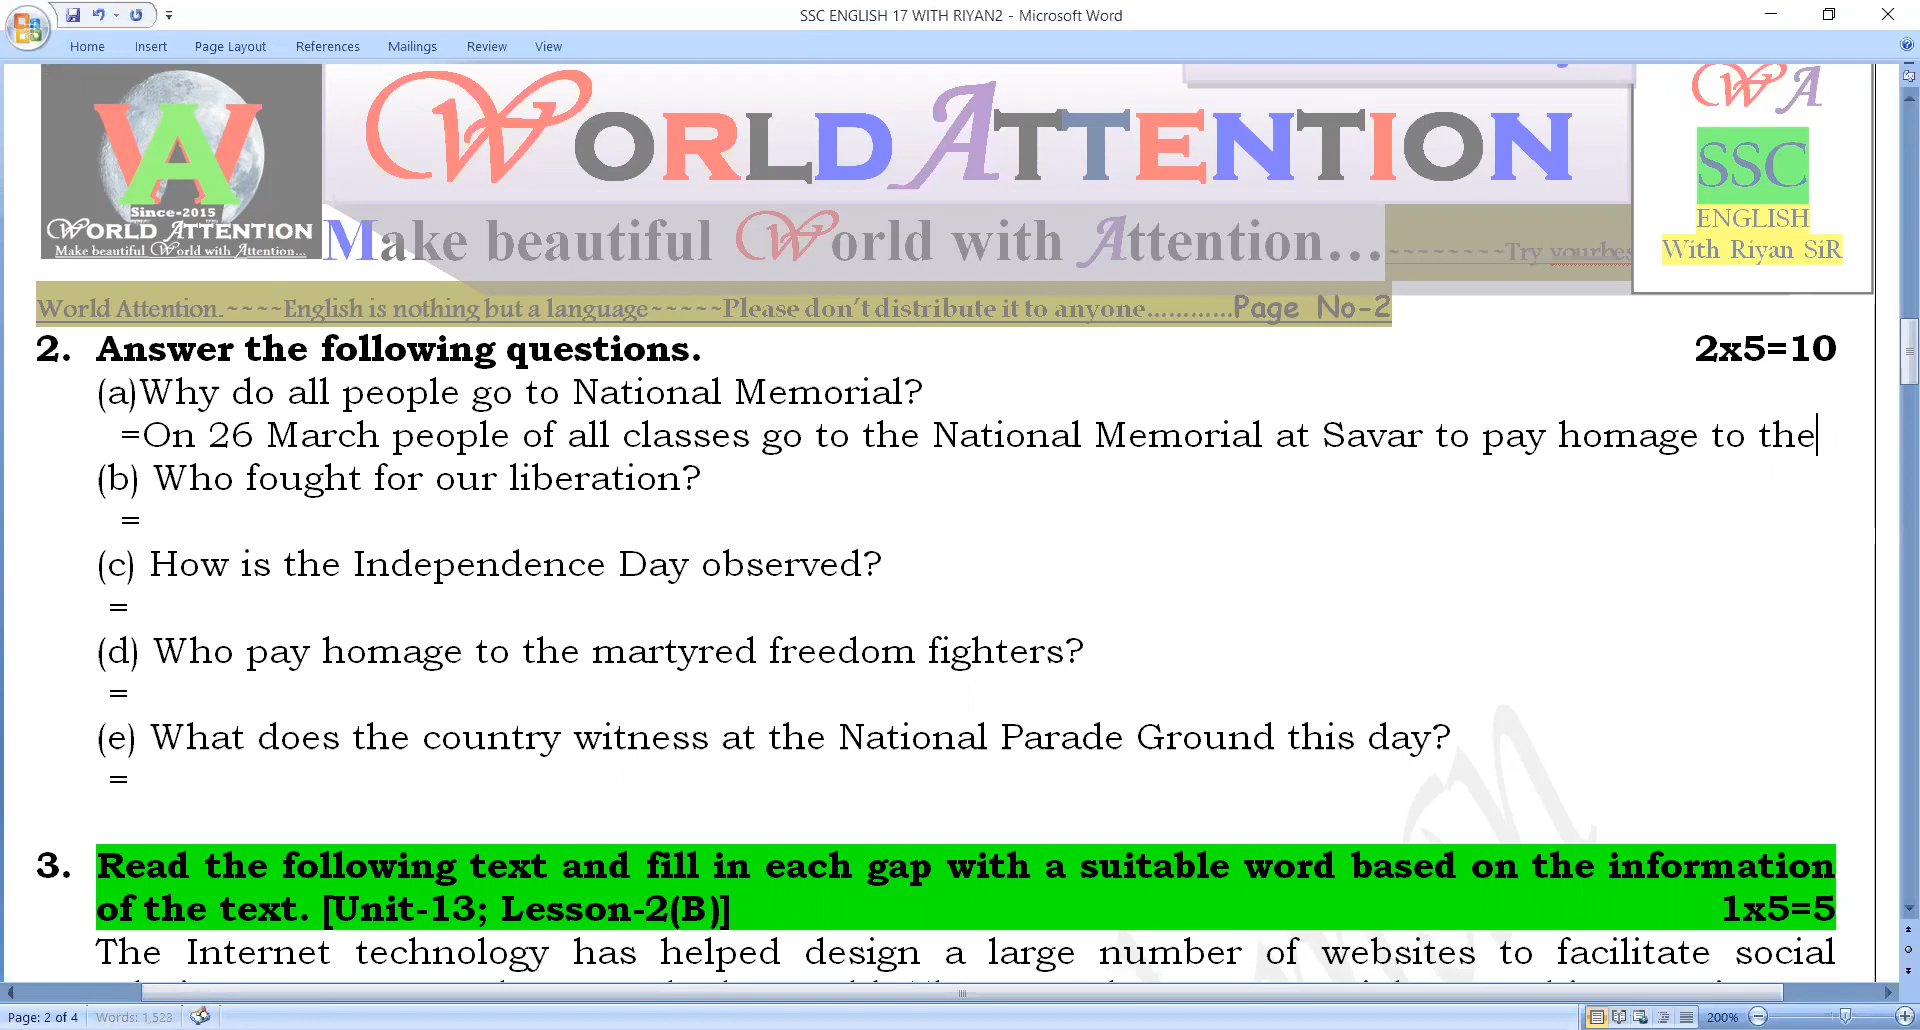 SSC ENGLISH 17 WITH RIYAN2 - Microsoft Word
Home Insert Page Layout References Mailings Review View
WA
Since-2015
WORLD ATTENTION
Make beautiful World with Attention...
WORLD ATTENTION
Make beautiful World with Attention...~~~~~~~~Try yourbes
WA
SSC
ENGLISH
With Riyan SiR
World Attention.~~~~English is nothing but a language~~~~~Please don't distribute it to anyone............Page No-2
2. Answer the following questions. 2x5=10
(a)Why do all people go to National Memorial?
=On 26 March people of all classes go to the National Memorial at Savar to pay homage to the
(b) Who fought for our liberation?
=
(c) How is the Independence Day observed?
=
(d) Who pay homage to the martyred freedom fighters?
=
(e) What does the country witness at the National Parade Ground this day?
=
3. Read the following text and fill in each gap with a suitable word based on the information
of the text. [Unit-13; Lesson-2(B)] 1x5=5
The Internet technology has helped design a large number of websites to facilitate social
Page: 2 of 4 Words: 1,523 200%